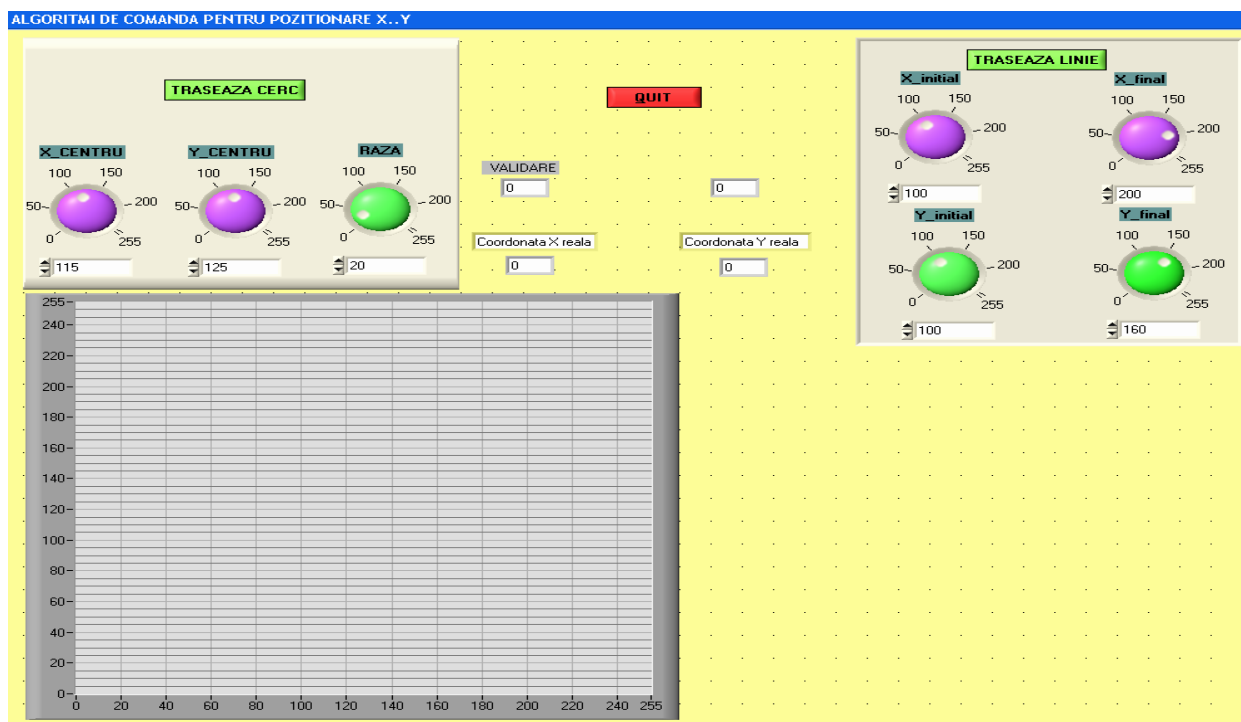 ALGORITMI DE COMANDA PENTRU POZITIONARE X..Y
TRASEAZA CERC
X_CENTRU
Y_CENTRU
RAZA
0 50 100 150 200 255
0 50 100 150 200 255
0 50 100 150 200 255
115
125
20
QUIT
VALIDARE
0
0
Coordonata X reala
Coordonata Y reala
0
0
TRASEAZA LINIE
X_initial
X_final
0 50 100 150 200 255
0 50 100 150 200 255
100
200
Y_initial
Y_final
0 50 100 150 200 255
0 50 100 150 200 255
100
160
255
240
220
200
180
160
140
120
100
80
60
40
20
0
0 20 40 60 80 100 120 140 160 180 200 220 240 255